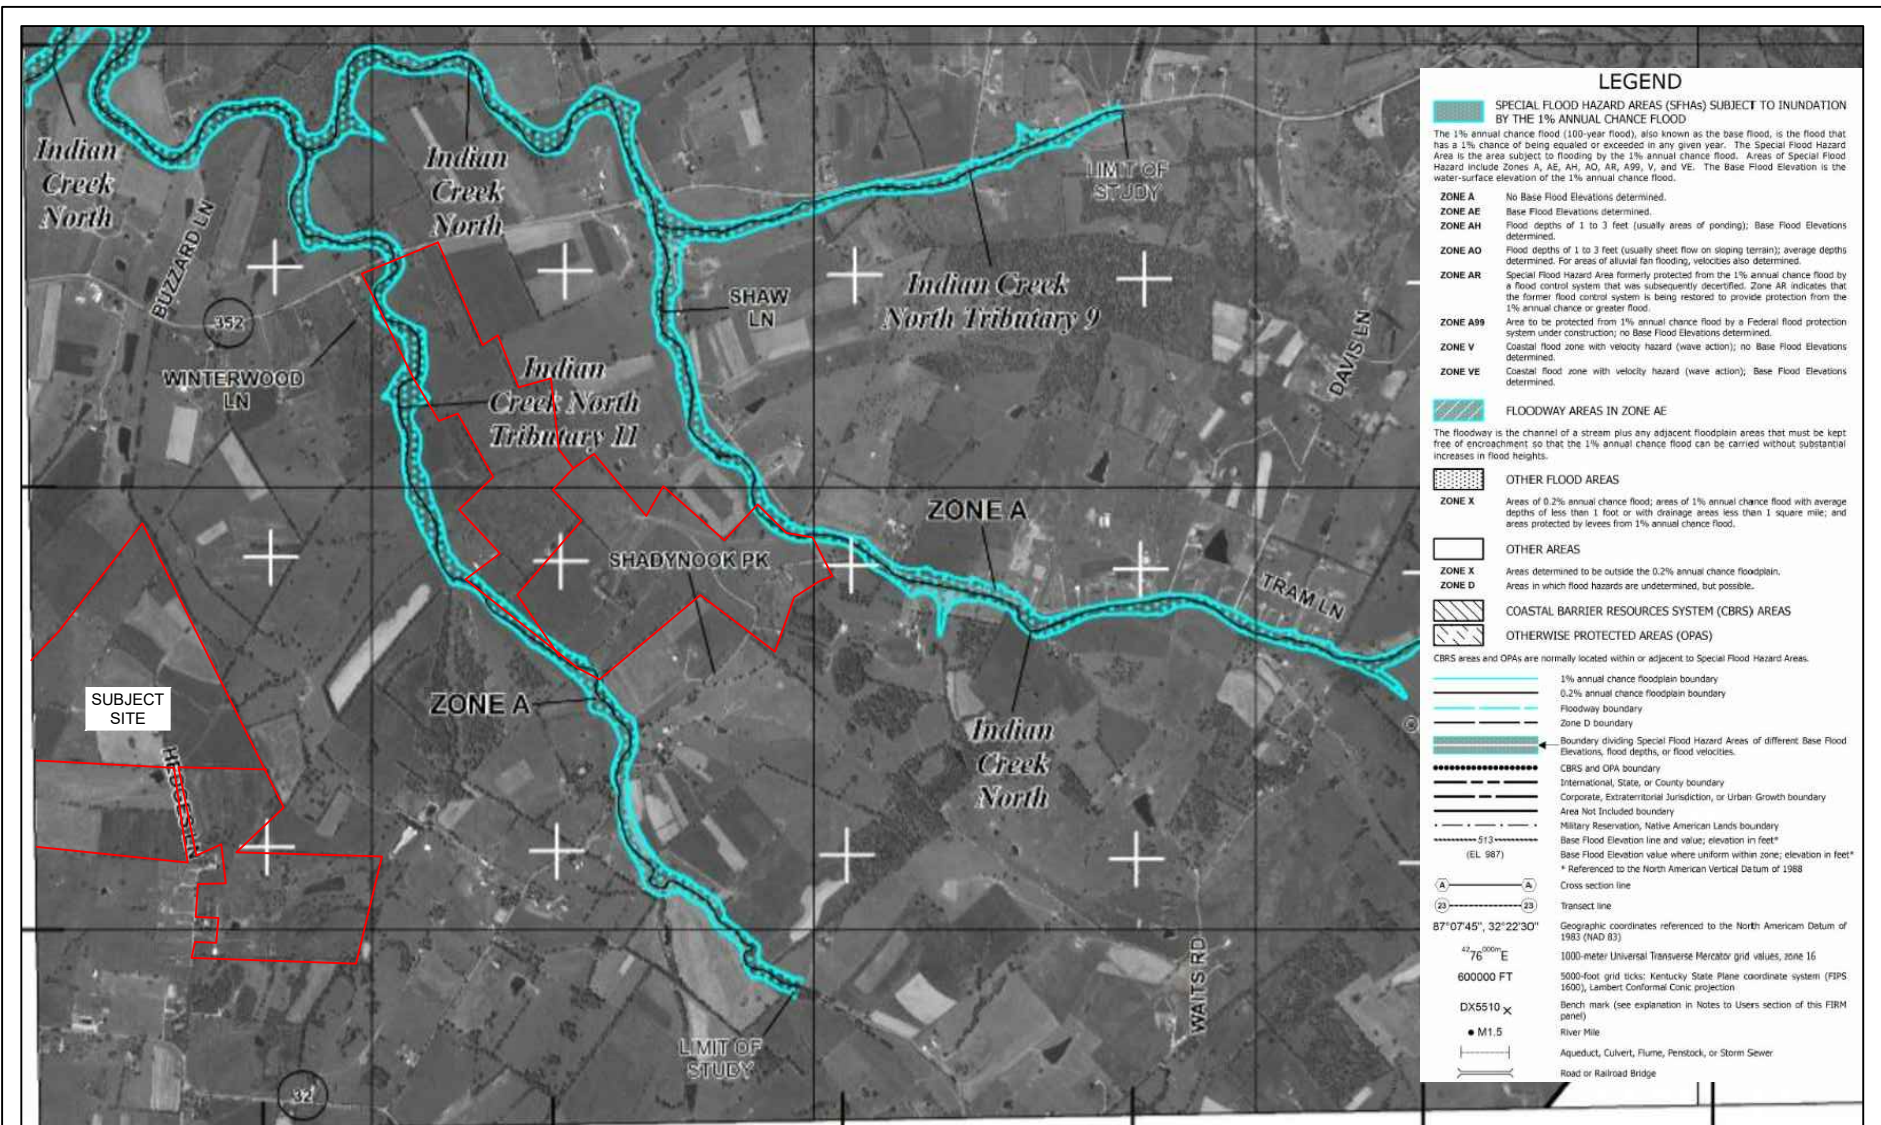 Indian
Creek
North
BUZZARD LN
352
WINTERWOOD
LN
Indian
Creek
North
Indian
Creek North
Tributary 11
SHAW
LN
LIMIT OF
STUDY
Indian Creek
North Tributary 9
DAVIS LN
ZONE A
SHADYNOOK PK
TRAM LN
ZONE A
Indian
Creek
North
SUBJECT
SITE
HEDGES LN
WAITS RD
LIMIT OF
STUDY
32
LEGEND
SPECIAL FLOOD HAZARD AREAS (SFHAs) SUBJECT TO INUNDATION
BY THE 1% ANNUAL CHANCE FLOOD
The 1% annual chance flood (100-year flood), also known as the base flood, is the flood that
has a 1% chance of being equaled or exceeded in any given year. The Special Flood Hazard
Area is the area subject to flooding by the 1% annual chance flood. Areas of Special Flood
Hazard include Zones A, AE, AH, AO, AR, A99, V, and VE. The Base Flood Elevation is the
water-surface elevation of the 1% annual chance flood.
ZONE A No Base Flood Elevations determined.
ZONE AE Base Flood Elevations determined.
ZONE AH Flood depths of 1 to 3 feet (usually areas of ponding); Base Flood Elevations
determined.
ZONE AO Flood depths of 1 to 3 feet (usually sheet flow on sloping terrain); average depths
determined. For areas of alluvial fan flooding, velocities also determined.
ZONE AR Special Flood Hazard Area formerly protected from the 1% annual chance flood by
a flood control system that was subsequently decertified. Zone AR indicates that
the former flood control system is being restored to provide protection from the
1% annual chance or greater flood.
ZONE A99 Area to be protected from 1% annual chance flood by a Federal flood protection
system under construction; no Base Flood Elevations determined.
ZONE V Coastal flood zone with velocity hazard (wave action); no Base Flood Elevations
determined.
ZONE VE Coastal flood zone with velocity hazard (wave action); Base Flood Elevations
determined.
FLOODWAY AREAS IN ZONE AE
The floodway is the channel of a stream plus any adjacent floodplain areas that must be kept
free of encroachment so that the 1% annual chance flood can be carried without substantial
increases in flood heights.
OTHER FLOOD AREAS
ZONE X Areas of 0.2% annual chance flood; areas of 1% annual chance flood with average
depths of less than 1 foot or with drainage areas less than 1 square mile; and
areas protected by levees from 1% annual chance flood.
OTHER AREAS
ZONE X Areas determined to be outside the 0.2% annual chance floodplain.
ZONE D Areas in which flood hazards are undetermined, but possible.
COASTAL BARRIER RESOURCES SYSTEM (CBRS) AREAS
OTHERWISE PROTECTED AREAS (OPAS)
CBRS areas and OPAs are normally located within or adjacent to Special Flood Hazard Areas.
1% annual chance floodplain boundary
0.2% annual chance floodplain boundary
Floodway boundary
Zone D boundary
Boundary dividing Special Flood Hazard Areas of different Base Flood
Elevations, flood depths, or flood velocities.
CBRS and OPA boundary
International, State, or County boundary
Corporate, Extraterritorial Jurisdiction, or Urban Growth boundary
Area Not Included boundary
Military Reservation, Native American Lands boundary
513 Base Flood Elevation line and value; elevation in feet*
(EL 987) Base Flood Elevation value where uniform within zone; elevation in feet*
* Referenced to the North American Vertical Datum of 1988
A A Cross section line
23 23 Transect line
87°07'45", 32°22'30" Geographic coordinates referenced to the North American Datum of
1983 (NAD 83)
4276000m E 1000-meter Universal Transverse Mercator grid values, zone 16
600000 FT 5000-foot grid ticks: Kentucky State Plane coordinate system (FIPS
1600), Lambert Conformal Conic projection
DX5510 x Bench mark (see explanation in Notes to Users section of this FIRM
panel)
● M1.5 River Mile
Aqueduct, Culvert, Flume, Penstock, or Storm Sewer
Road or Railroad Bridge